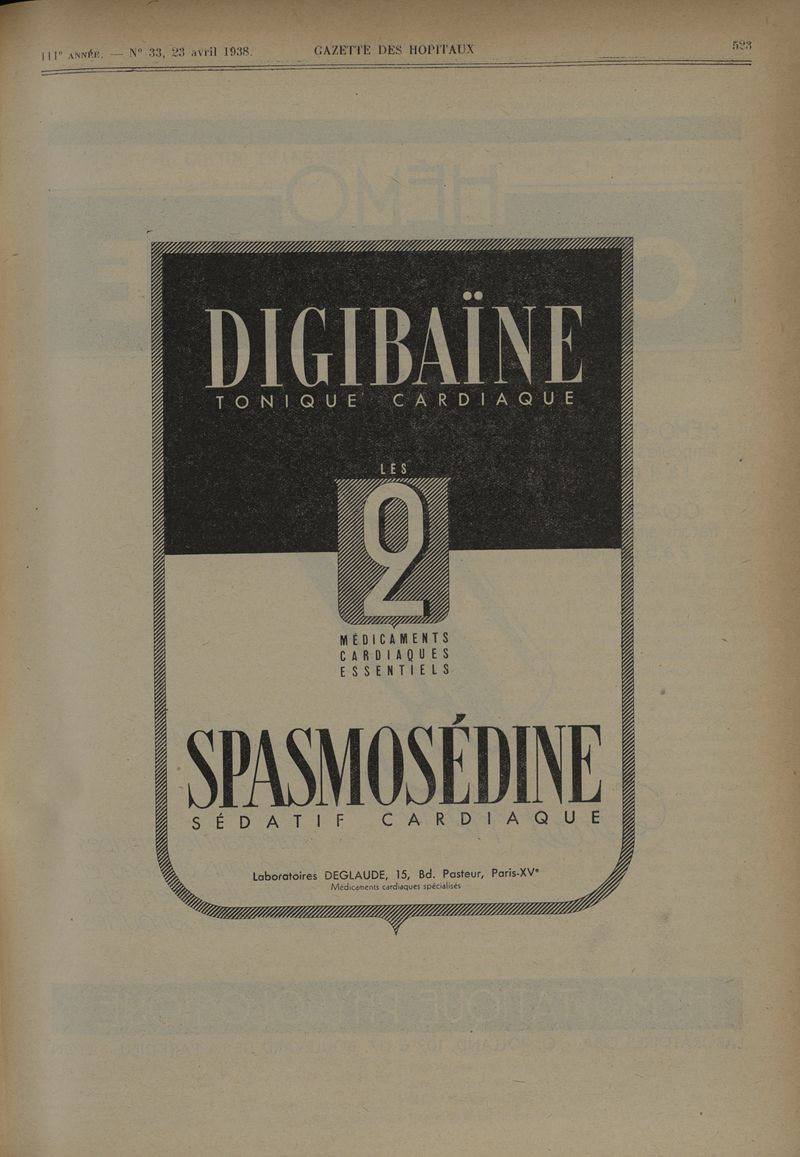 111e ANNÉE. — N° 33, 23 avril 1938.
GAZETTE DES HOPITAUX
523
DIGIBAÏNE
TONIQUE CARDIAQUE
LES
2
MÉDICAMENTS
CARDIAQUES
ESSENTIELS
SPASMOSÉDINE
SÉDATIF CARDIAQUE
Laboratoires DEGLAUDE, 15, Bd. Pasteur, Paris-XVe
Médicaments cardiaques spécialisés